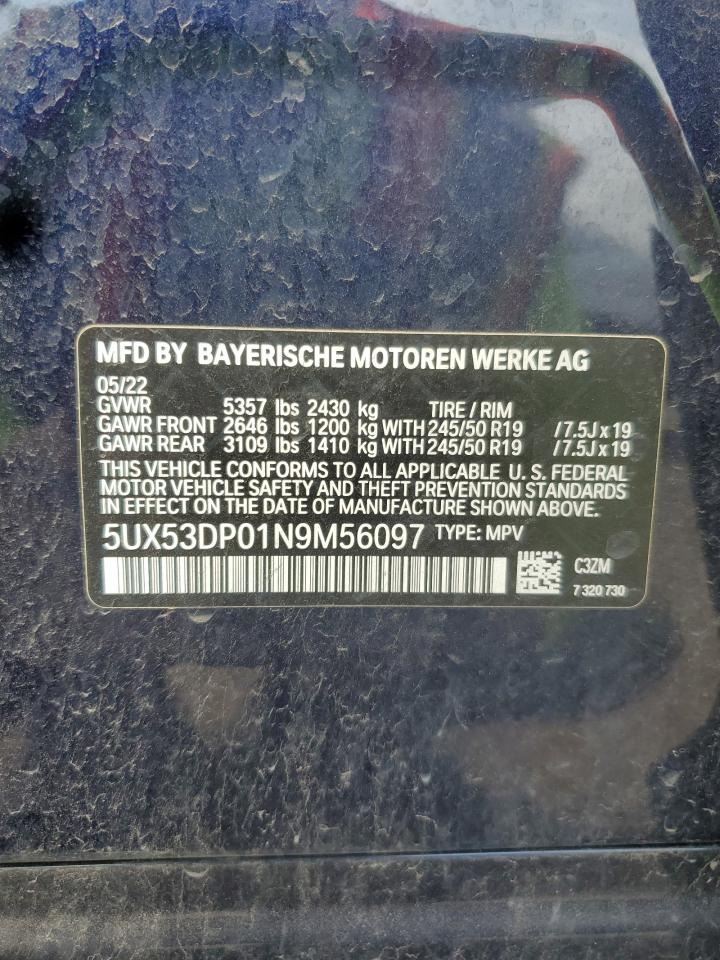 MFD BY BAYERISCHE MOTOREN WERKE AG
05/22
GVWR 5357 lbs 2430 kg TIRE / RIM
GAWR FRONT 2646 lbs 1200 kg WITH 245/50 R19 / 7.5J x 19
GAWR REAR 3109 lbs 1410 kg WITH 245/50 R19 / 7.5J x 19
THIS VEHICLE CONFORMS TO ALL APPLICABLE U. S. FEDERAL
MOTOR VEHICLE SAFETY AND THEFT PREVENTION STANDARDS
IN EFFECT ON THE DATE OF MANUFACTURE SHOWN ABOVE.
5UX53DP01N9M56097 TYPE: MPV
C3ZM
7 320 730